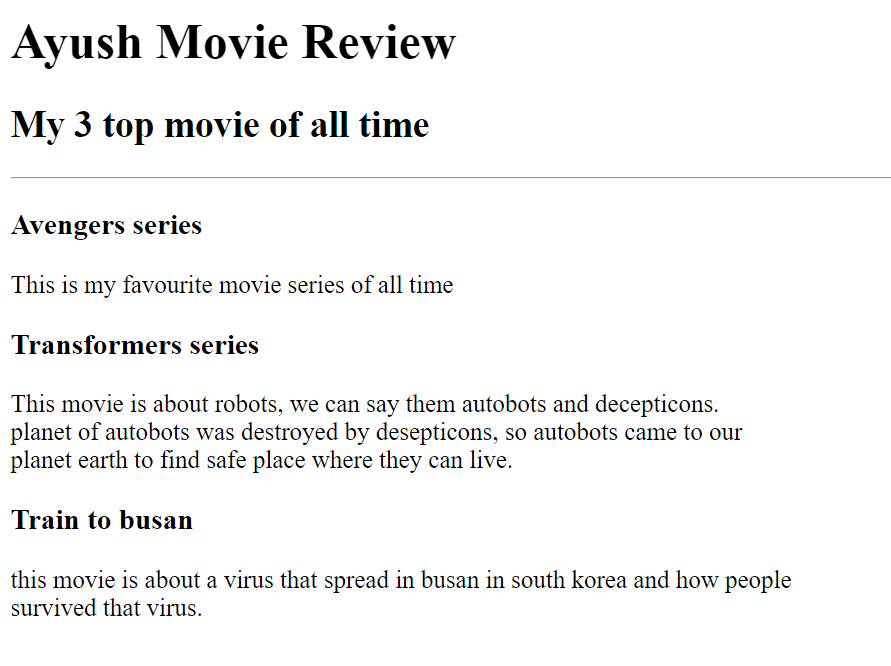 Ayush Movie Review
My 3 top movie of all time
Avengers series
This is my favourite movie series of all time
Transformers series
This movie is about robots, we can say them autobots and decepticons.
planet of autobots was destroyed by desepticons, so autobots came to our
planet earth to find safe place where they can live.
Train to busan
this movie is about a virus that spread in busan in south korea and how people
survived that virus.